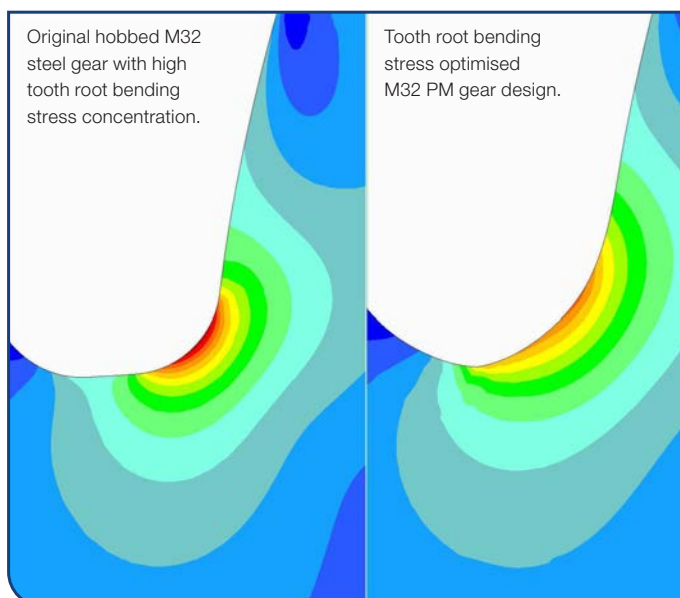 Original hobbed M32
steel gear with high
tooth root bending
stress concentration.
Tooth root bending
stress optimised
M32 PM gear design.